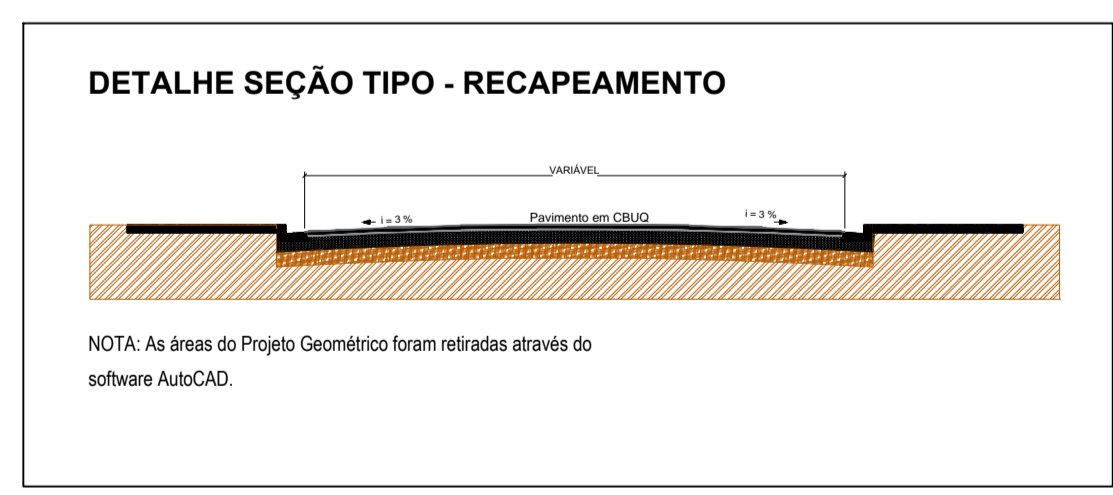 DETALHE SEÇÃO TIPO - RECAPEAMENTO
VARIÁVEL
i = 3 %
Pavimento em CBUQ
i = 3 %
NOTA: As áreas do Projeto Geométrico foram retiradas através do
software AutoCAD.